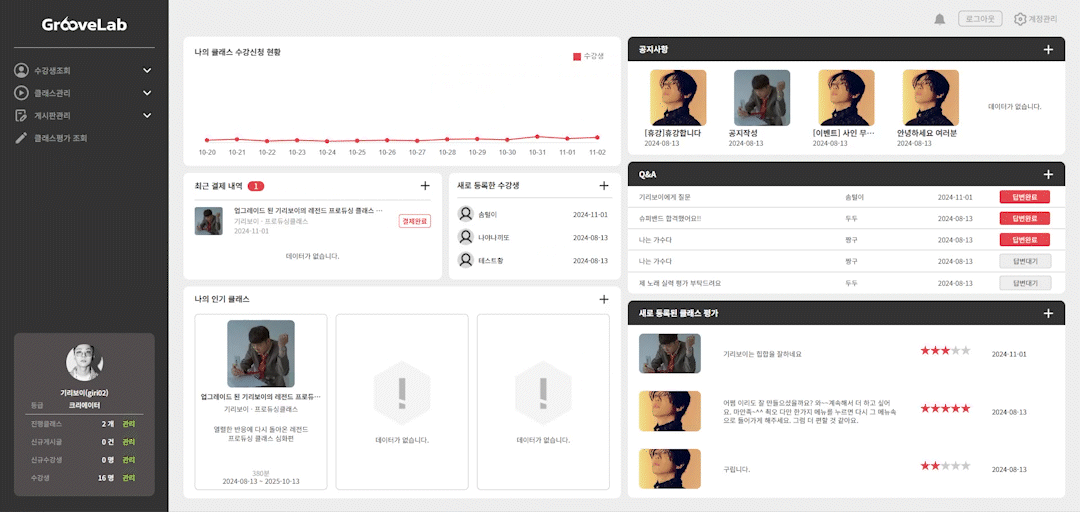 GrooveLab
수강생조회
클래스관리
게시판관리
클래스평가 조회
기리보이(giri02)
등급 크리에이터
진행클래스 2 개 관리
신규게시글 0 건 관리
신규수강생 0 명 관리
수강생 16 명 관리
로그아웃 계정관리
나의 클래스 수강신청 현황
수강생
10-20 10-21 10-22 10-23 10-24 10-25 10-26 10-27 10-28 10-29 10-30 10-31 11-01 11-02
최근 결제 내역 1 +
업그레이드 된 기리보이의 레전드 프로듀싱 클래스 ...
기리보이 · 프로듀싱클래스
2024-11-01
결제완료
데이터가 없습니다.
새로 등록한 수강생 +
솜털이 2024-11-01
나야나끼또 2024-08-13
테스트황 2024-08-13
나의 인기 클래스 +
업그레이드 된 기리보이의 레전드 프로듀...
기리보이 · 프로듀싱클래스
열렬한 반응에 다시 돌아온 레전드
프로듀싱 클래스 심화편
380분
2024-08-13 ~ 2025-10-13
!
데이터가 없습니다.
!
데이터가 없습니다.
공지사항 +
[휴강]휴강합니다
2024-08-13
공지작성
2024-08-13
[이벤트] 사인 무...
2024-08-13
안녕하세요 여러분
2024-08-13
데이터가 없습니다.
Q&A +
기리보이에게 질문 솜털이 2024-11-01 답변완료
슈퍼밴드 합격했어요!! 두두 2024-08-13 답변완료
나는 가수다 짱구 2024-08-13 답변완료
나는 가수다 짱구 2024-08-13 답변대기
제 노래 실력 평가 부탁드려요 두두 2024-08-13 답변대기
새로 등록된 클래스 평가 +
기리보이는 힙합을 잘하네요 ★★★★★ 2024-11-01
어쩜 이리도 잘 만들으셨을까요? 와~~계속해서 더 하고 싶어
요. 마안족~^^ 쵝오 다만 한가지 메뉴를 누르면 다시 그 메뉴속
으로 들어가게 해주세요. 그럼 더 편할 것 같아요.
★★★★★ 2024-08-13
구립니다. ★★★★★ 2024-08-13